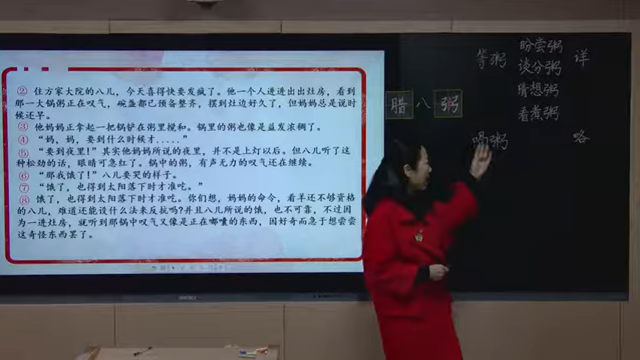 ② 住方家大院的八儿，今天喜得快要发疯了。他一个人进进出出灶房，看到
那一大锅粥正在叹气，碗盏都已预备整齐，摆到灶边好久了，但妈妈总是说时
候还早。
③ 他妈妈正拿起一把锅铲在粥里搅和。锅里的粥也像是益发浓稠了。
④ “妈，妈，要到什么时候才.....”
⑤ “要到夜里！”其实他妈妈所说的夜里，并不是上灯以后。但八儿听了这
种松劲的话，眼睛可急红了。锅中的粥，有声无力的叹气还在继续。
⑥ “那我饿了！”八儿要哭的样子。
⑦ “饿了，也得到太阳落下时才准吃。”
⑧ 饿了，也得到太阳落下时才准吃。你们想，妈妈的命令，看羊还不够资格
的八儿，难道还能设什么法来反抗吗?并且八儿所说的饿，也不可靠，不过因
为一进灶房，就听到那锅中叹气又像是正在嘟囔的东西，因好奇而急于想尝尝
这奇怪东西罢了。
腊八粥
等粥
盼尝粥
谈分粥
猜想粥
看煮粥
详
喝粥
略